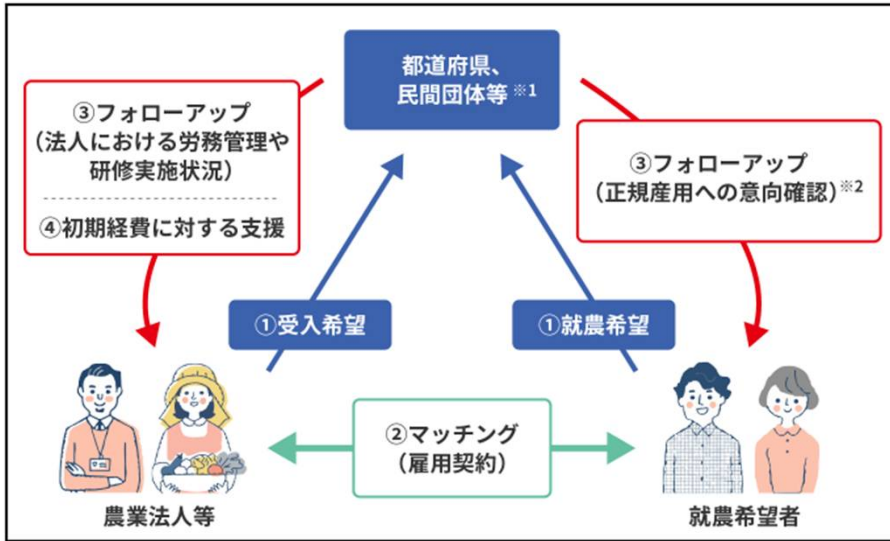 都道府県、
民間団体等※1
③フォローアップ
（法人における労務管理や
研修実施状況）
④初期経費に対する支援
③フォローアップ
（正規産用への意向確認）※2
①受入希望
①就農希望
②マッチング
（雇用契約）
農業法人等
就農希望者